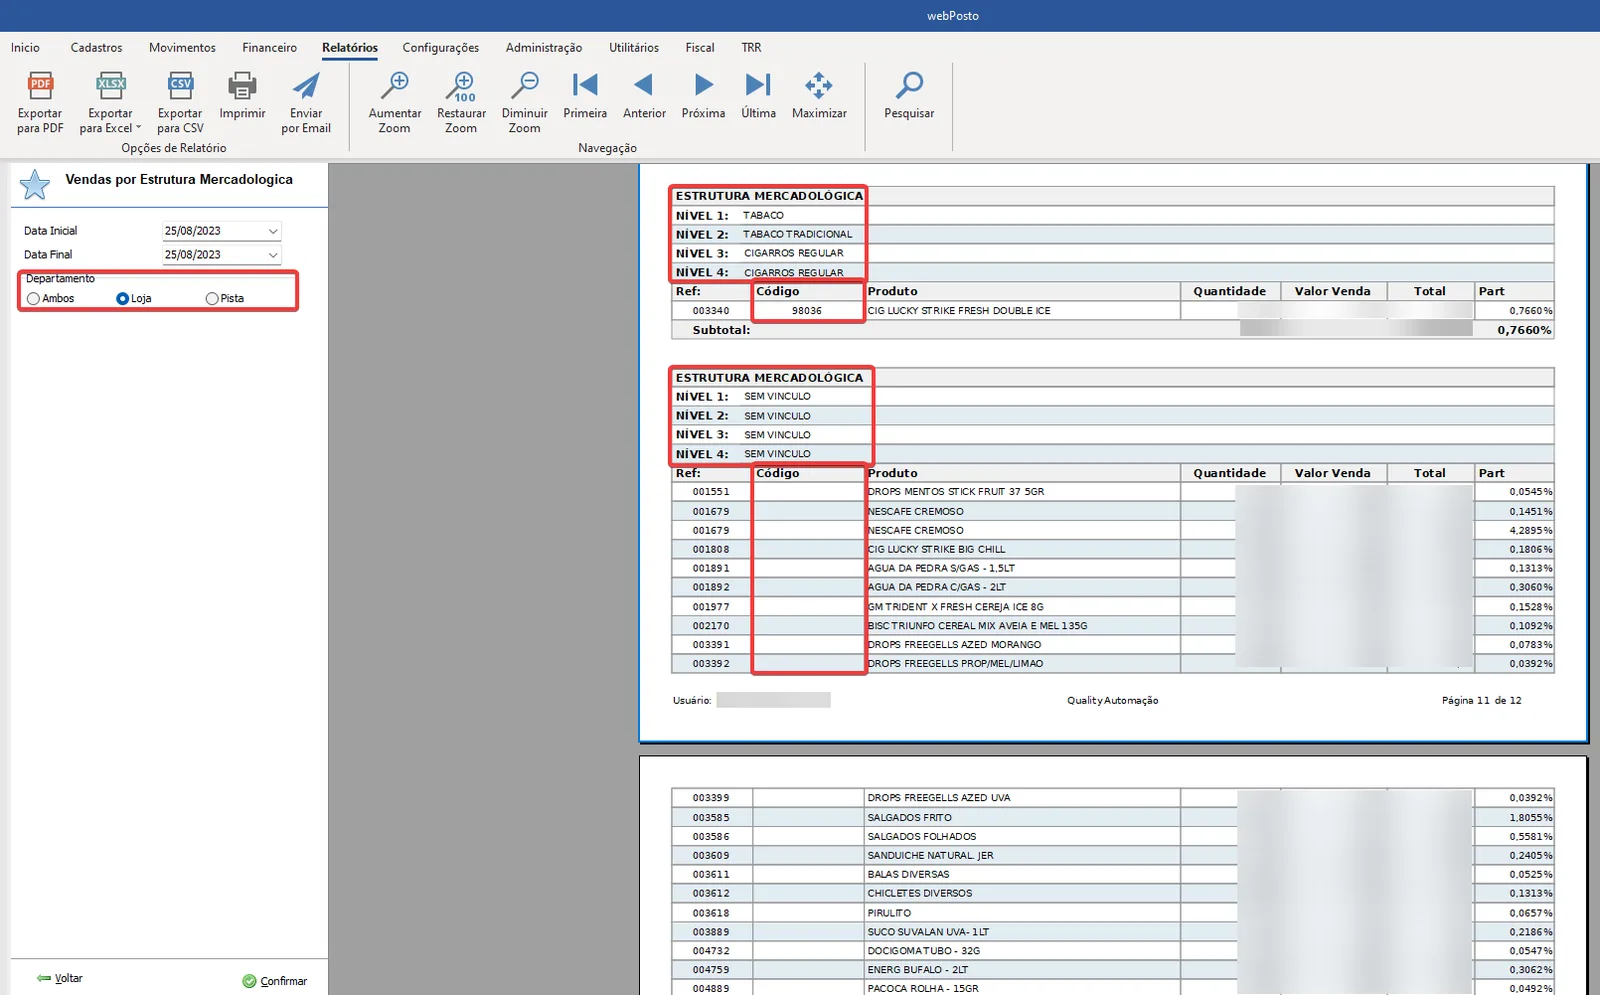 webPosto
Inicio Cadastros Movimentos Financeiro Relatórios Configurações Administração Utilitários Fiscal TRR
PDF XLSX CSV 100
Exportar para PDF Exportar para Excel Exportar para CSV Imprimir Enviar por Email Aumentar Zoom Restaurar Zoom Diminuir Zoom Primeira Anterior Próxima Última Maximizar Pesquisar
Opções de Relatório Navegação
Vendas por Estrutura Mercadologica
Data Inicial 25/08/2023
Data Final 25/08/2023
Departamento
Ambos Loja Pista
Voltar Confirmar
ESTRUTURA MERCADOLÓGICA
NÍVEL 1: TABACO
NÍVEL 2: TABACO TRADICIONAL
NÍVEL 3: CIGARROS REGULAR
NÍVEL 4: CIGARROS REGULAR
Ref: Código Produto Quantidade Valor Venda Total Part
003340 98036 CIG LUCKY STRIKE FRESH DOUBLE ICE 0,7660%
Subtotal: 0,7660%
ESTRUTURA MERCADOLÓGICA
NÍVEL 1: SEM VINCULO
NÍVEL 2: SEM VINCULO
NÍVEL 3: SEM VINCULO
NÍVEL 4: SEM VINCULO
Ref: Código Produto Quantidade Valor Venda Total Part
001551 DROPS MENTOS STICK FRUIT 37 5GR 0,0545%
001679 NESCAFE CREMOSO 0,1451%
001679 NESCAFE CREMOSO 4,2895%
001808 CIG LUCKY STRIKE BIG CHILL 0,1806%
001891 AGUA DA PEDRA S/GAS - 1,5LT 0,1313%
001892 AGUA DA PEDRA C/GAS - 2LT 0,3060%
001977 GM TRIDENT X FRESH CEREJA ICE 8G 0,1528%
002170 BISC TRIUNFO CEREAL MIX AVEIA E MEL 135G 0,1092%
003391 DROPS FREEGELLS AZED MORANGO 0,0783%
003392 DROPS FREEGELLS PROP/MEL/LIMAO 0,0392%
Usuário: Quality Automação Página 11 de 12
003399 DROPS FREEGELLS AZED UVA 0,0392%
003585 SALGADOS FRITO 1,8055%
003586 SALGADOS FOLHADOS 0,5581%
003609 SANDUICHE NATURAL. JER 0,2405%
003611 BALAS DIVERSAS 0,0525%
003612 CHICLETES DIVERSOS 0,1313%
003618 PIRULITO 0,0657%
003889 SUCO SUVALAN UVA- 1LT 0,2186%
004732 DOCIGOMA TUBO - 32G 0,0547%
004759 ENERG BUFALO - 2LT 0,3062%
004889 PACOCA ROLHA - 15GR 0,0492%